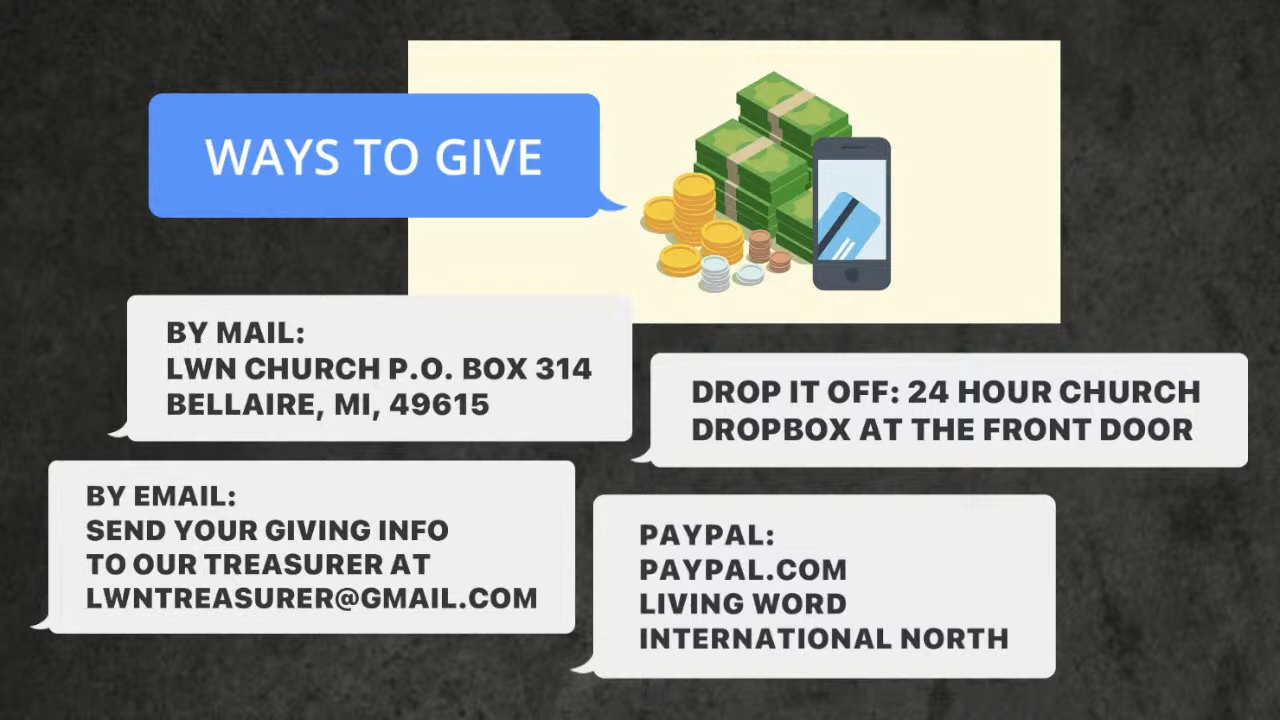 WAYS TO GIVE
BY MAIL:
LWN CHURCH P.O. BOX 314
BELLAIRE, MI, 49615
DROP IT OFF: 24 HOUR CHURCH
DROPBOX AT THE FRONT DOOR
BY EMAIL:
SEND YOUR GIVING INFO
TO OUR TREASURER AT
LWNTREASURER@GMAIL.COM
PAYPAL:
PAYPAL.COM
LIVING WORD
INTERNATIONAL NORTH